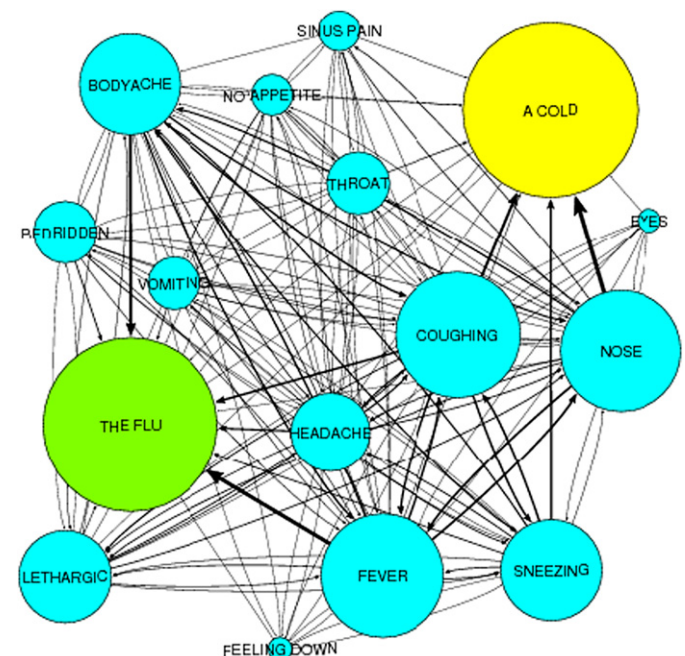 SINUS PAIN
BODYACHE
NO APPETITE
A COLD
THROAT
EYES
VOMITING
COUGHING
NOSE
THE FLU
HEADACHE
LETHARGIC
FEVER
SNEEZING
FEELING DOWN